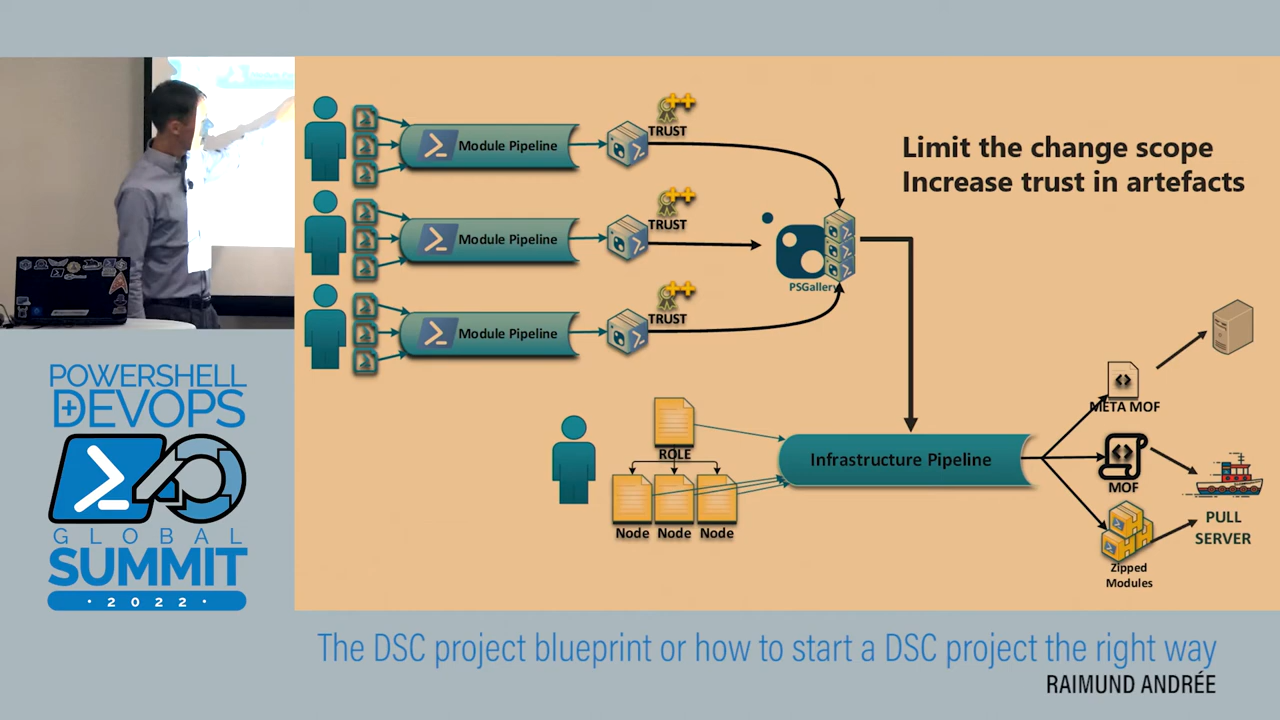 Limit the change scope
Increase trust in artefacts
Module Pipeline
TRUST
Module Pipeline
TRUST
Module Pipeline
TRUST
PSGallery
ROLE
Node Node Node
Infrastructure Pipeline
META MOF
MOF
Zipped
Modules
PULL
SERVER
POWERSHELL
DEVOPS
GLOBAL
SUMMIT
· 2022 ·
The DSC project blueprint or how to start a DSC project the right way
RAIMUND ANDRÉE